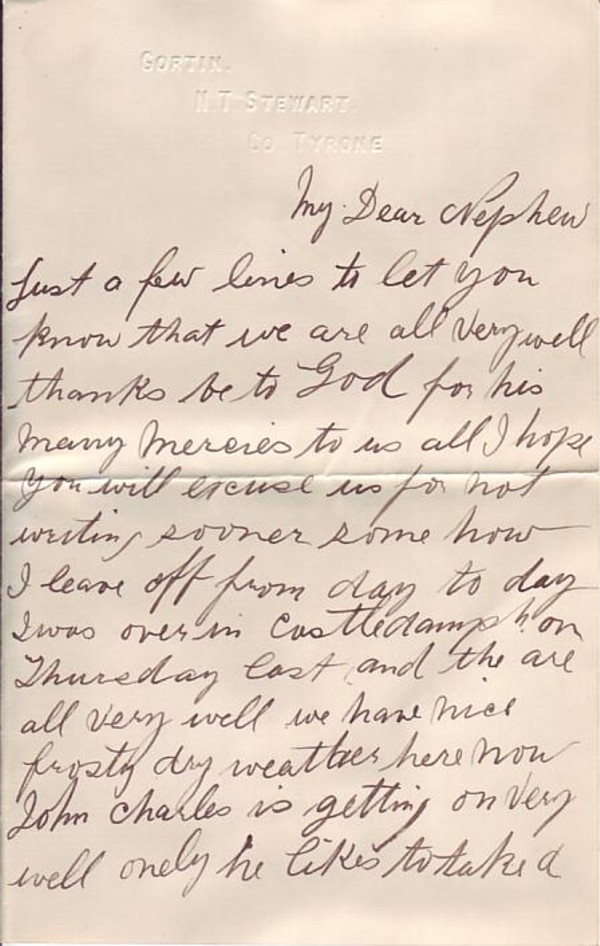 GORTIN.
N.T-STEWART.
CO TYRONE
My Dear Nephew
Just a few lines to let you
know that we are all very well
thanks be to God for his
many mercies to us all I hope
you will excuse us for not
writing sooner some how
I leave off from day to day
I was over in Castledamph on
Thursday last and the are
all very well we have nice
frosty dry weather here now
John Charles is getting on very
well onely he likes to take a